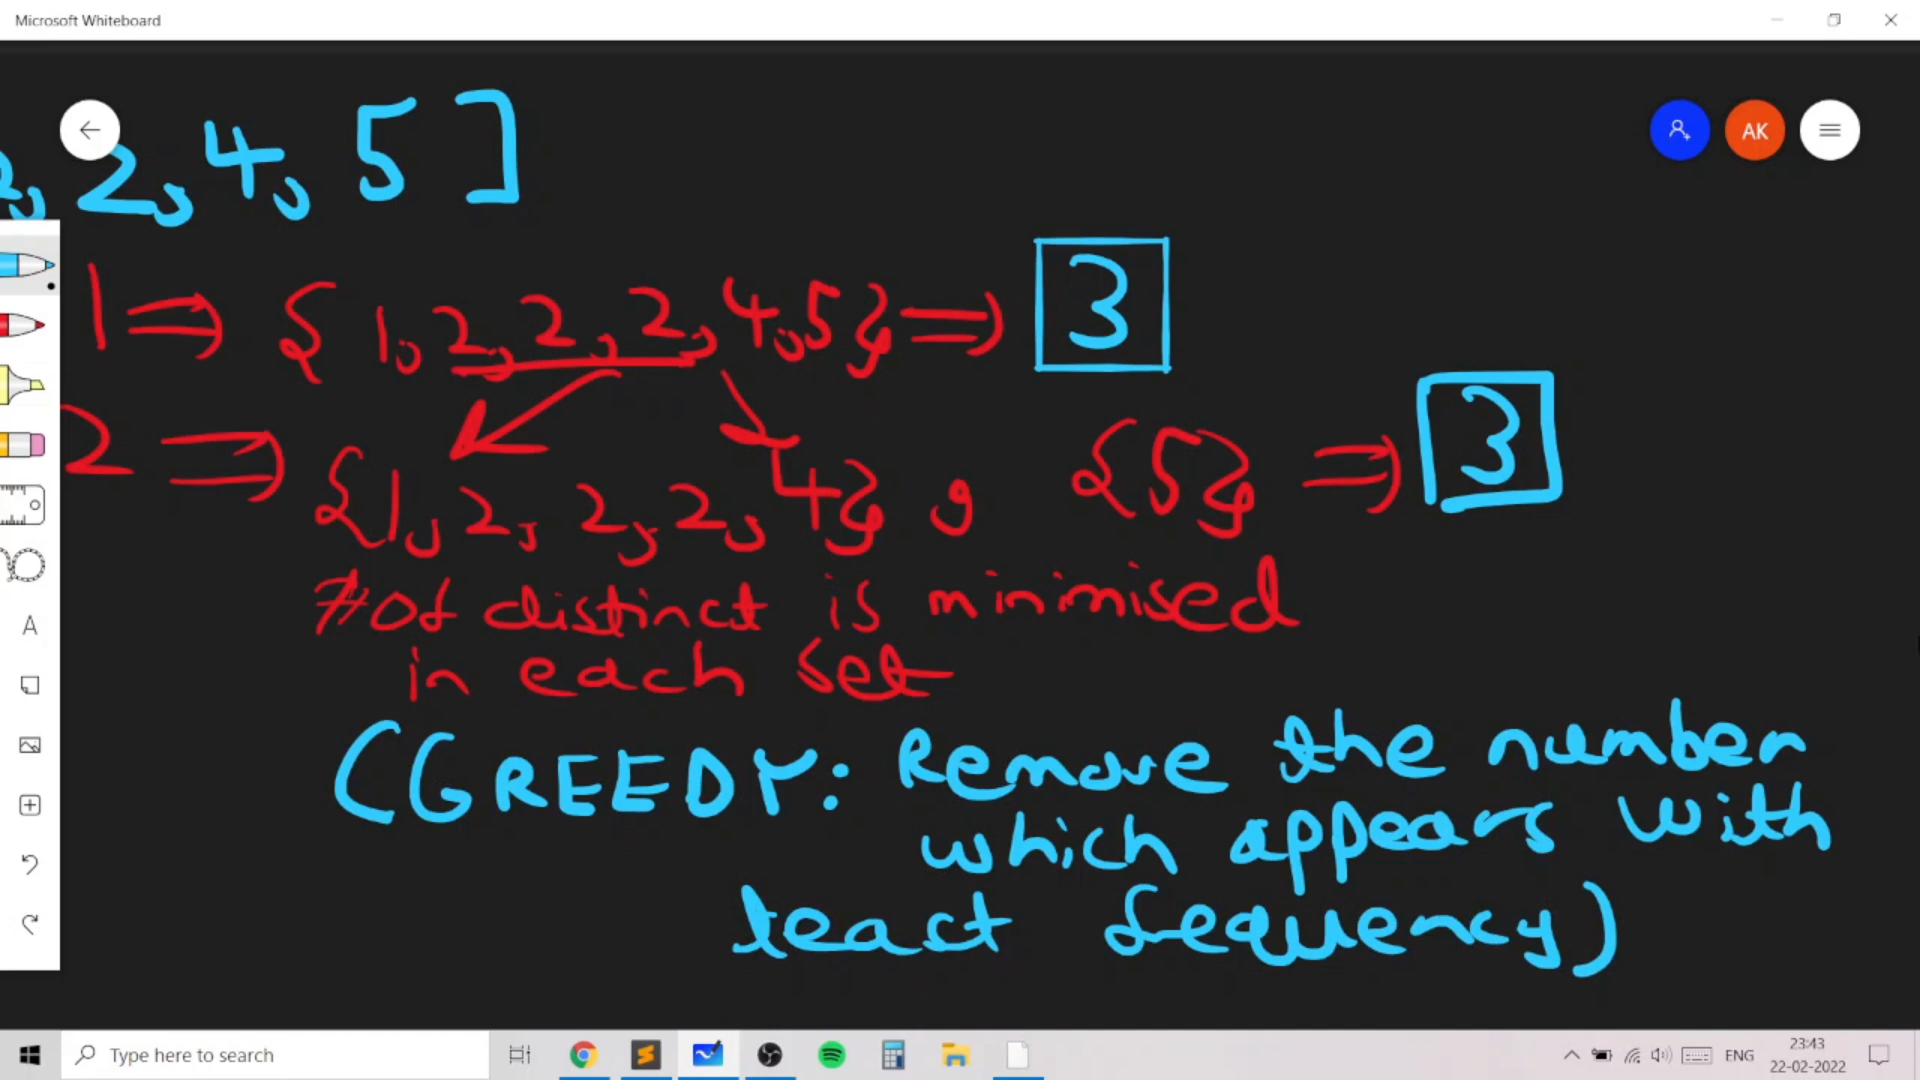 Microsoft Whiteboard
2, 2, 4, 5 ]
AK
1 ⇒ { 1, 2, 2, 2, 4, 5 } ⇒ 3
2 ⇒ { 1, 2, 2, 2, 4 } , { 5 } ⇒ 3
# of distinct is minimised
in each set
(GREEDY: Remove the number
which appears with
least frequency)
A
Type here to search
ENG
23:43
22-02-2022